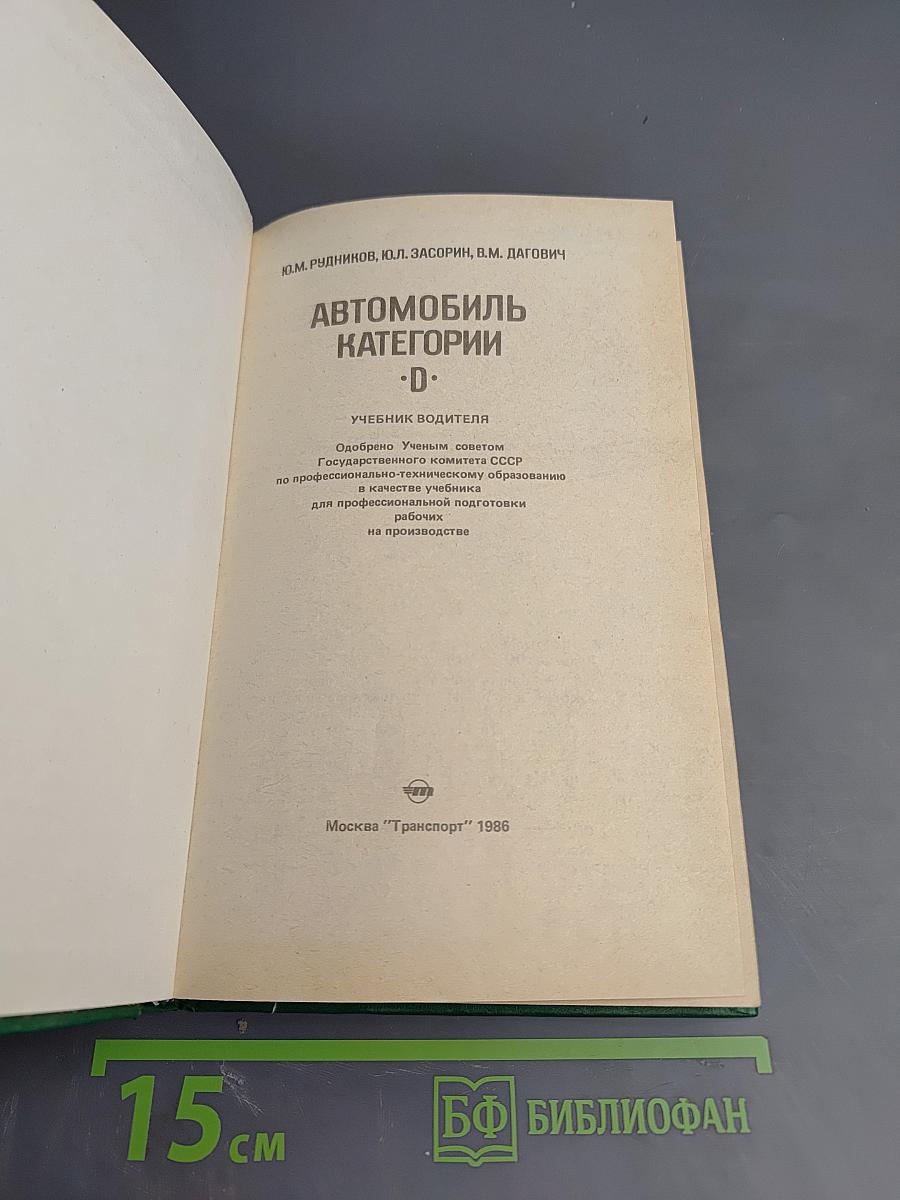 Ю.М. РУДНИКОВ, Ю.Л. ЗАСОРИН, В.М. ДАГОВИЧ
АВТОМОБИЛЬ
КАТЕГОРИИ
·D·
УЧЕБНИК ВОДИТЕЛЯ
Одобрено Ученым советом
Государственного комитета СССР
по профессионально-техническому образованию
в качестве учебника
для профессиональной подготовки
рабочих
на производстве
m
Москва "Транспорт" 1986
15 см
БФ БИБЛИОФАН